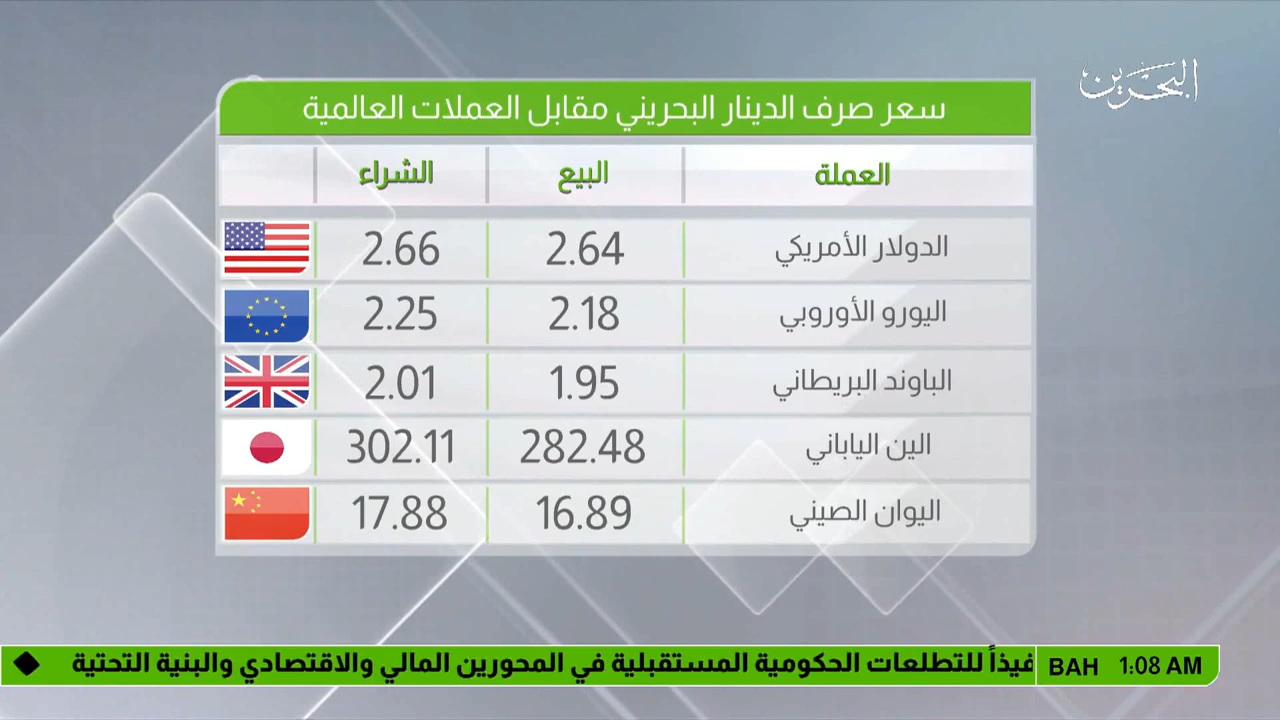 البحرين
سعر صرف الدينار البحريني مقابل العملات العالمية
العملة البيع الشراء
الدولار الأمريكي 2.64 2.66
اليورو الأوروبي 2.18 2.25
الباوند البريطاني 1.95 2.01
الين الياباني 282.48 302.11
اليوان الصيني 16.89 17.88
BAH 1:08 AM
فيذاً للتطلعات الحكومية المستقبلية في المحورين المالي والاقتصادي والبنية التحتية